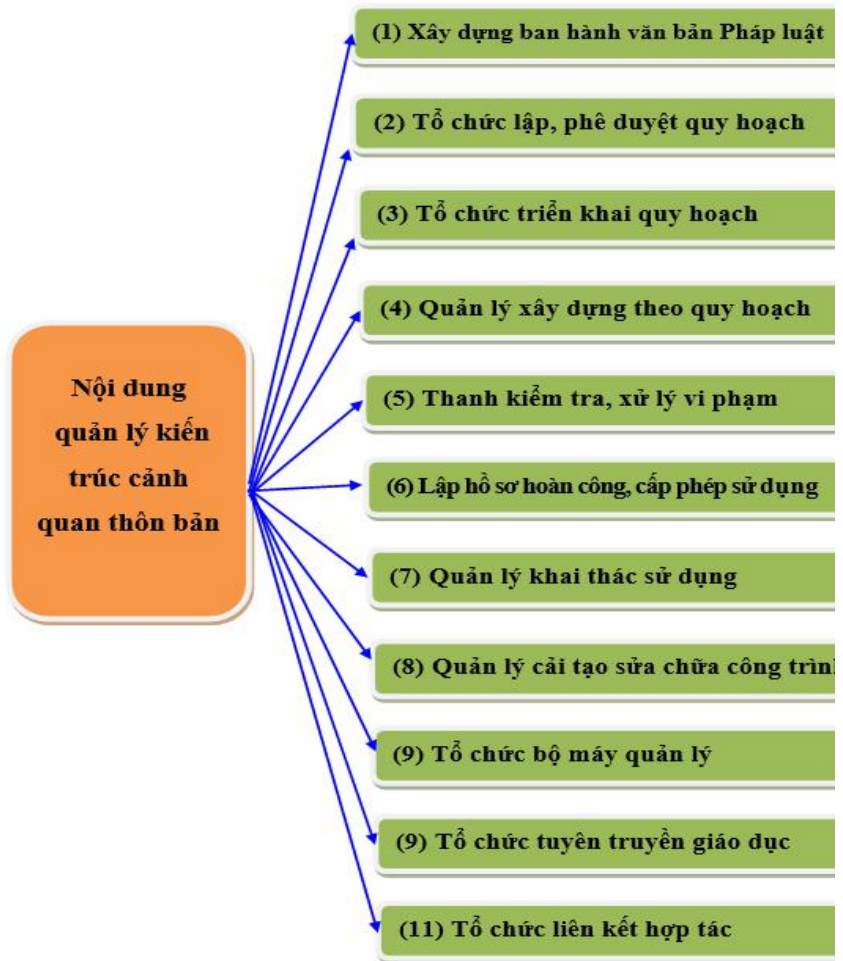 (1) Xây dựng ban hành văn bản Pháp luật
(2) Tổ chức lập, phê duyệt quy hoạch
(3) Tổ chức triển khai quy hoạch
(4) Quản lý xây dựng theo quy hoạch
Nội dung
quản lý kiến
trúc cảnh
quan thôn bản
(5) Thanh kiểm tra, xử lý vi phạm
(6) Lập hồ sơ hoàn công, cấp phép sử dụng
(7) Quản lý khai thác sử dụng
(8) Quản lý cải tạo sửa chữa công trình
(9) Tổ chức bộ máy quản lý
(9) Tổ chức tuyên truyền giáo dục
(11) Tổ chức liên kết hợp tác